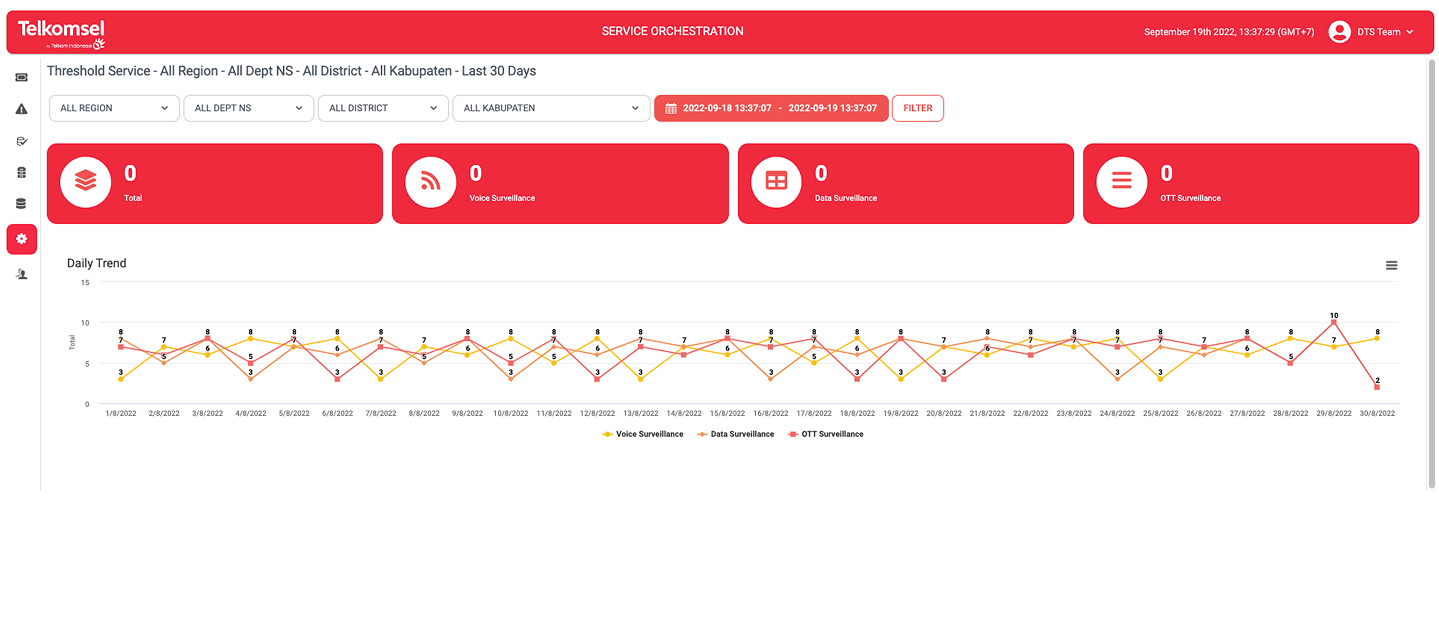 Telkomsel
by Telkom Indonesia
SERVICE ORCHESTRATION
September 19th 2022, 13:37:29 (GMT+7)
DTS Team
Threshold Service - All Region - All Dept NS - All District - All Kabupaten - Last 30 Days
ALL REGION
ALL DEPT NS
ALL DISTRICT
ALL KABUPATEN
2022-09-18 13:37:07 - 2022-09-19 13:37:07
FILTER
0
Total
0
Voice Surveillance
0
Data Surveillance
0
OTT Surveillance
Daily Trend
15
10
5
0
Total
8 7 8 8 8 8 8 7 8 8 8 8 8 7 8 8 8 8 8 7 8 8 8 8 8 7 8 8 10 8
7 5 6 5 7 6 7 5 6 5 7 6 7 6 7 5 6 7 6 7 7 7 7 6 5 7 2
3 3 3 3 3 3 3 3 3 3 3 3 3
1/8/2022 2/8/2022 3/8/2022 4/8/2022 5/8/2022 6/8/2022 7/8/2022 8/8/2022 9/8/2022 10/8/2022 11/8/2022 12/8/2022 13/8/2022 14/8/2022 15/8/2022 16/8/2022 17/8/2022 18/8/2022 19/8/2022 20/8/2022 21/8/2022 22/8/2022 23/8/2022 24/8/2022 25/8/2022 26/8/2022 27/8/2022 28/8/2022 29/8/2022 30/8/2022
Voice Surveillance Data Surveillance OTT Surveillance